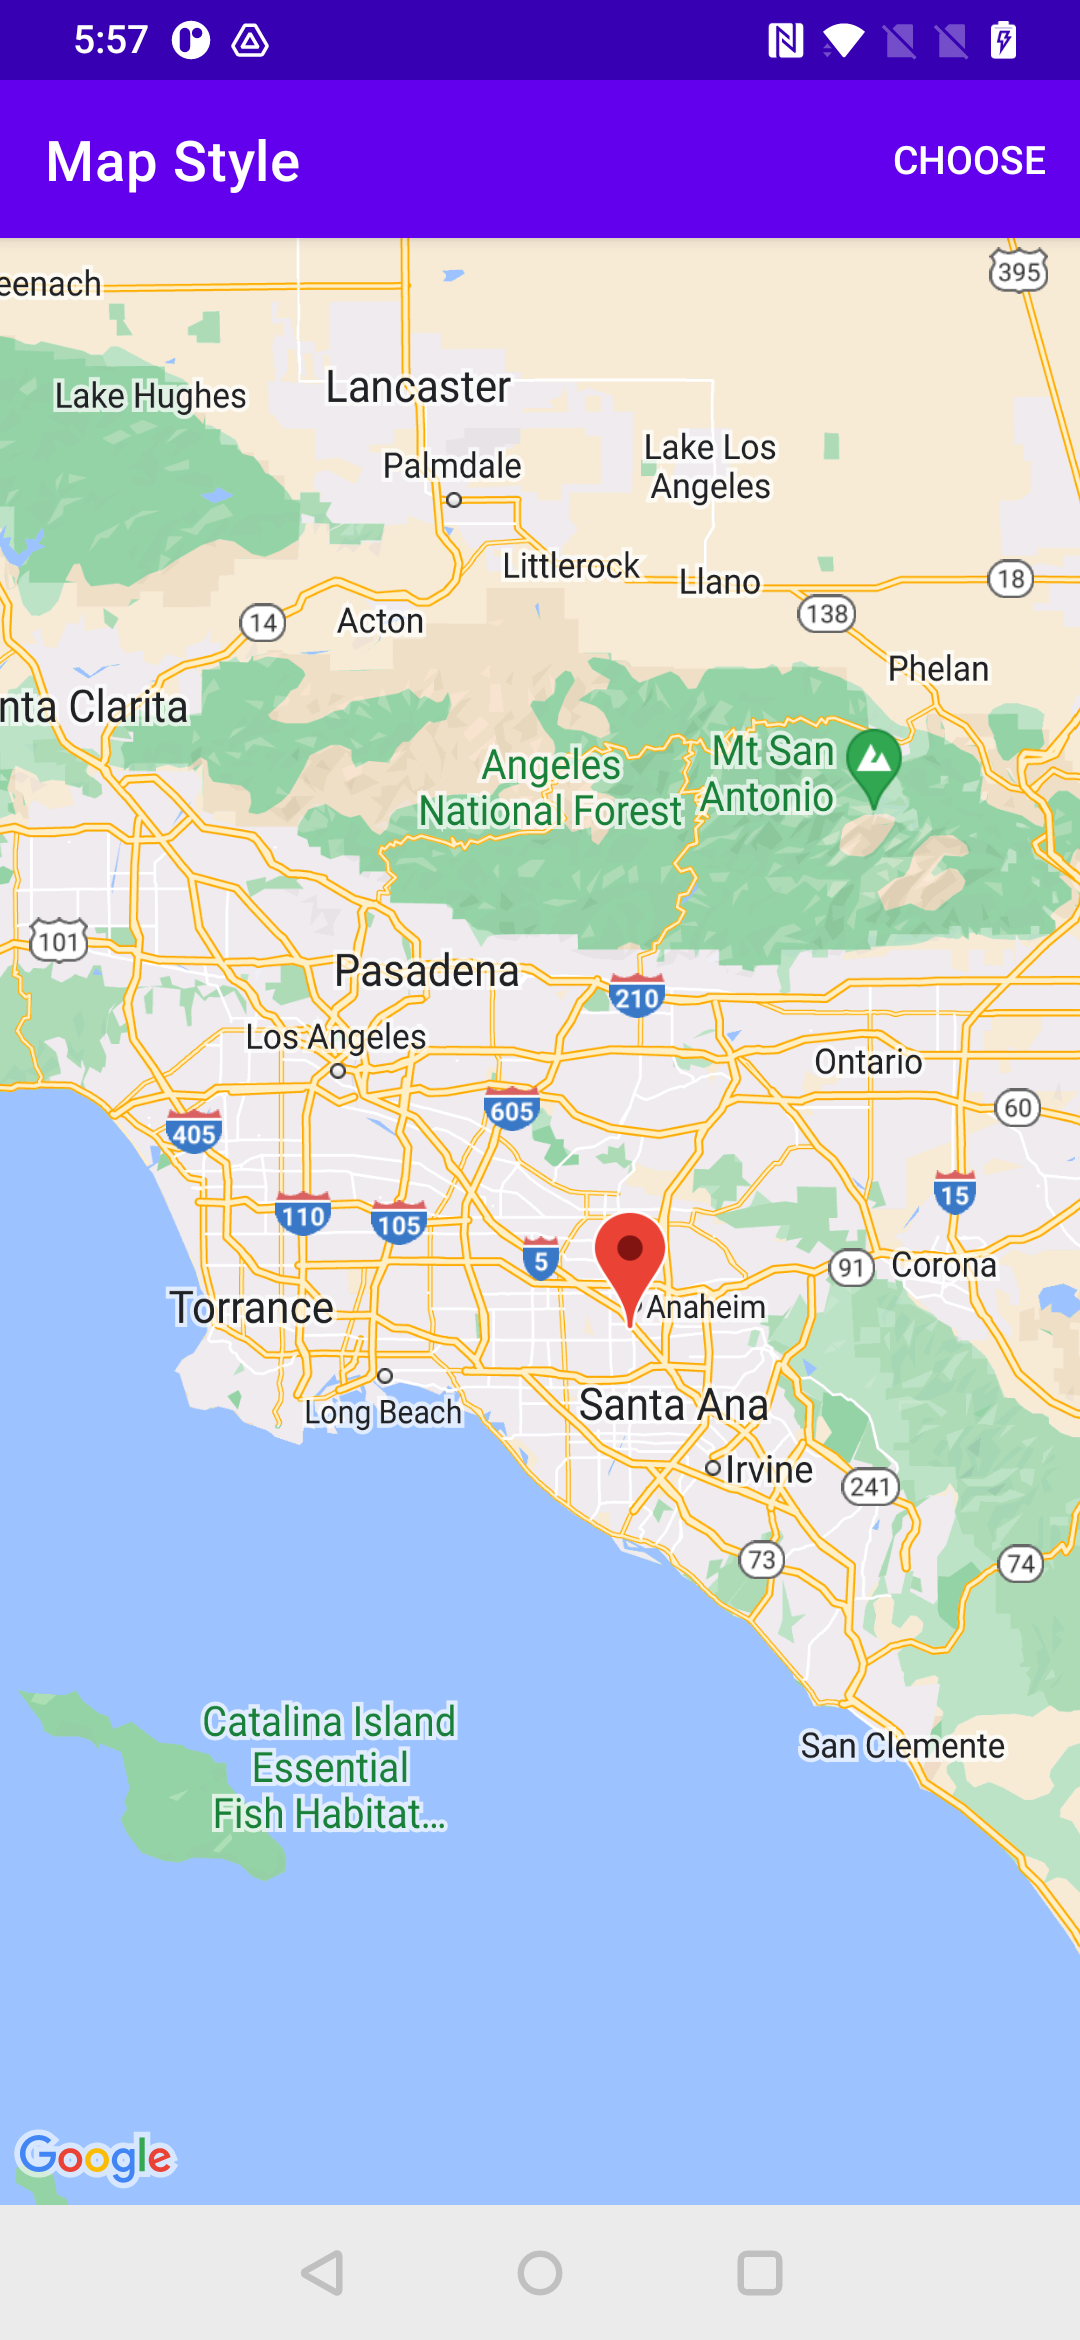 5:57
Map Style
CHOOSE
eenach
395
Lake Hughes
Lancaster
Palmdale
Lake Los
Angeles
Littlerock
Llano
18
138
14
Acton
Phelan
nta Clarita
Angeles
National Forest
Mt San
Antonio
101
Pasadena
210
Los Angeles
Ontario
605
60
405
110
105
15
5
91
Corona
Anaheim
Torrance
Long Beach
Santa Ana
Irvine
241
73
74
Catalina Island
Essential
Fish Habitat...
San Clemente
Google